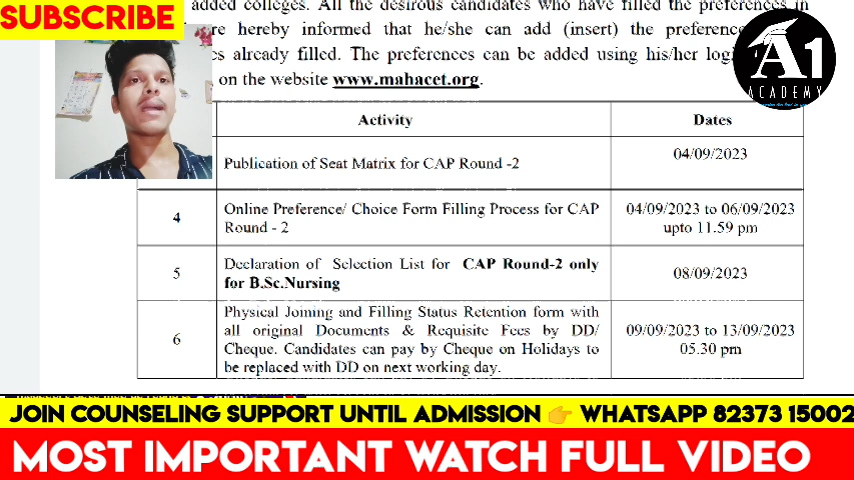 SUBSCRIBE
added colleges. All the desirous candidates who have filled the preferences in
hereby informed that he/she can add (insert) the
already filled. The preferences can be added using his/her
on the website www.mahacet.org.
A1
ACADEMY
Activity Dates
Publication of Seat Matrix for CAP Round -2 04/09/2023
4 Online Preference/ Choice Form Filling Process for CAP 04/09/2023 to 06/09/2023
Round - 2 upto 11.59 pm
5 Declaration of Selection List for CAP Round-2 only 08/09/2023
for B.Sc.Nursing
Physical Joining and Filling Status Retention form with
6 all original Documents & Requisite Fees by DD/ 09/09/2023 to 13/09/2023
Cheque. Candidates can pay by Cheque on Holidays to 05.30 pm
be replaced with DD on next working day.
JOIN COUNSELING SUPPORT UNTIL ADMISSION 👉 WHATSAPP 82373 15002
MOST IMPORTANT WATCH FULL VIDEO